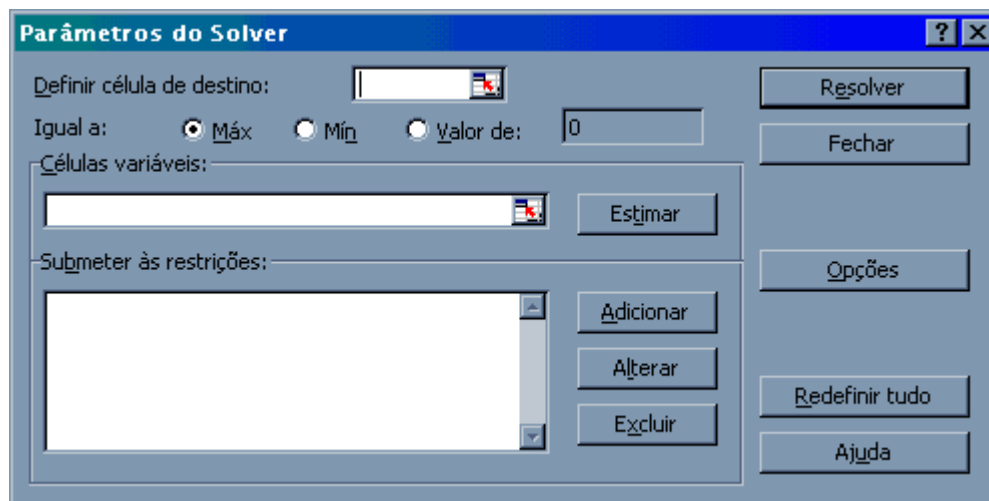 Parâmetros do Solver
Definir célula de destino:
Resolver
Igual a: Máx Mín Valor de: 0
Fechar
Células variáveis:
Estimar
Submeter às restrições:
Opções
Adicionar
Alterar
Redefinir tudo
Excluir
Ajuda